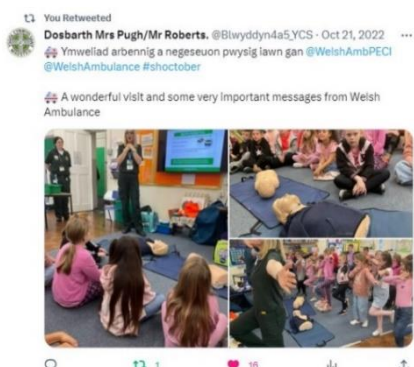 You Retweeted
Dosbarth Mrs Pugh/Mr Roberts. @Blwyddyn4a5_YCS · Oct 21, 2022
🚑 Ymweliad arbennig a negeseuon pwysig iawn gan @WelshAmbPECI
@WelshAmbulance #shoctober
🚑 A wonderful visit and some very important messages from Welsh
Ambulance
1
16